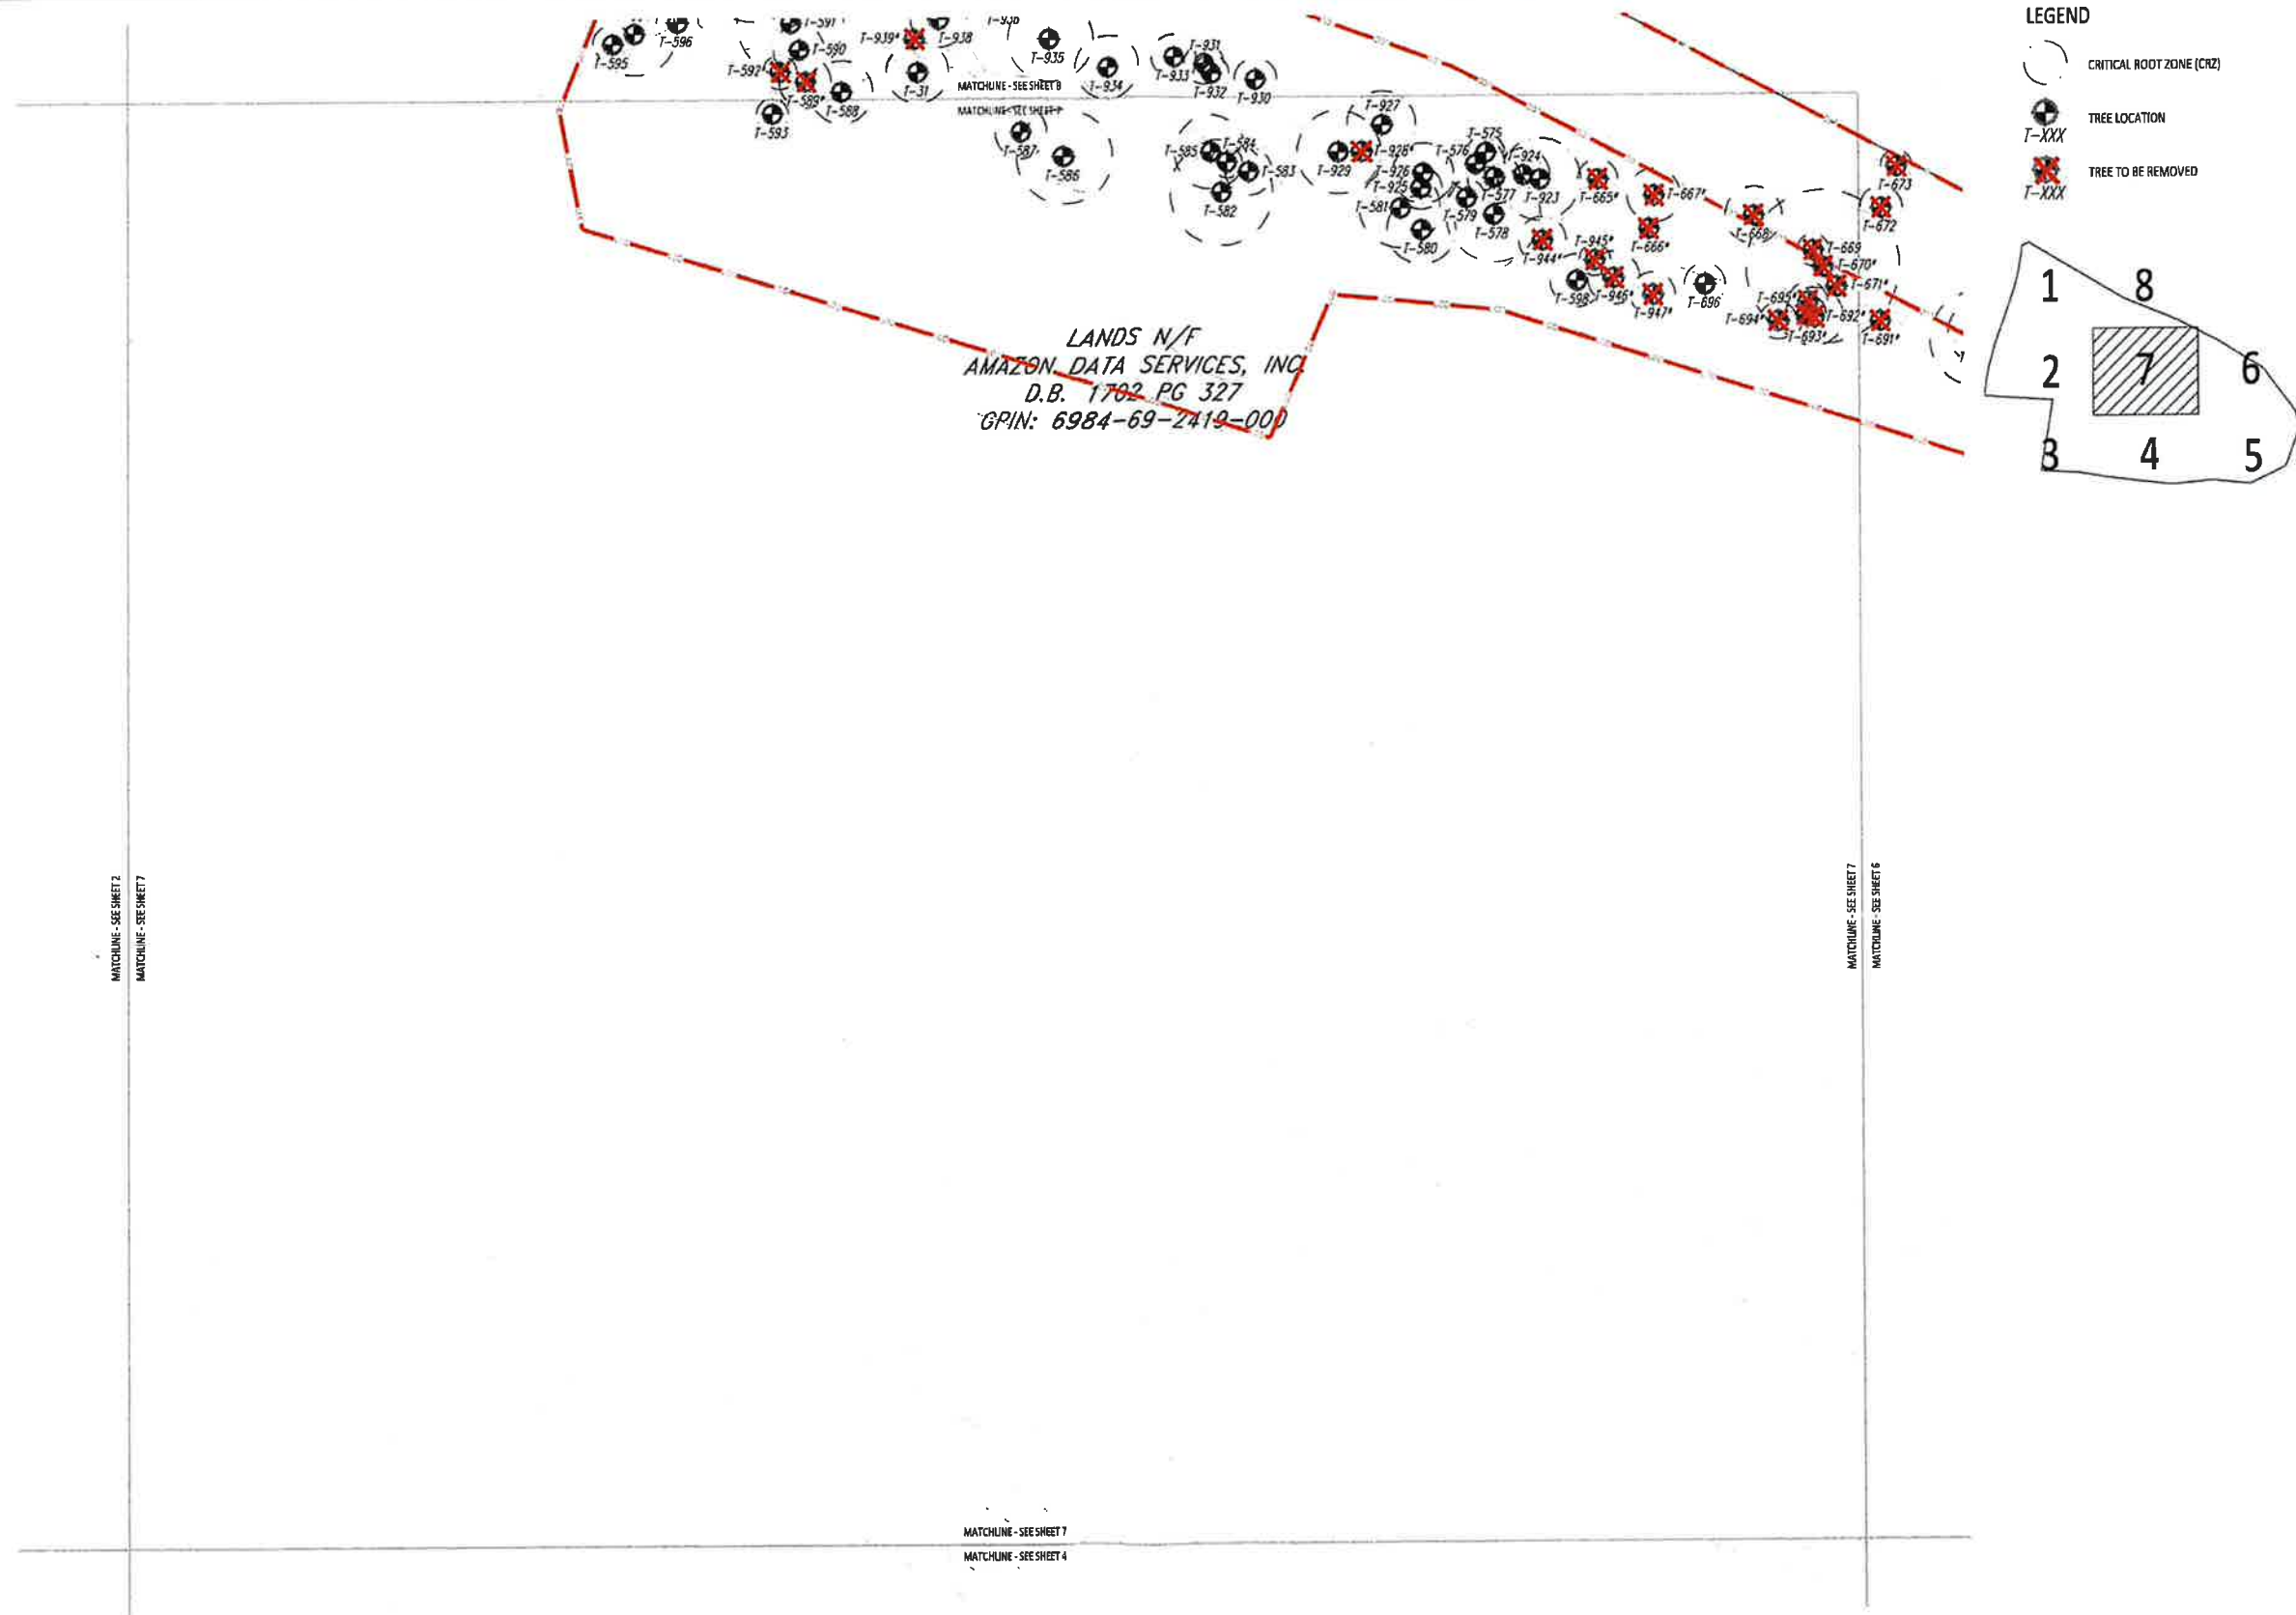 LEGEND
CRITICAL ROOT ZONE (CRZ)
TREE LOCATION
T-XXX
TREE TO BE REMOVED
T-XXX
1
8
2
7
6
3
4
5
T-591
T-596
T-590
T-595
T-592*
T-589*
T-588
T-593
T-939*
T-938
T-31
T-935
T-934
T-931
T-933
T-932
T-930
MATCHLINE - SEE SHEET 8
MATCHLINE - SEE SHEET 7
T-587
T-586
T-585
T-584
T-583
T-582
T-927
T-929
T-928*
T-926
T-925
T-575
T-576
T-924
T-577
T-923
T-581
T-579
T-578
T-580
T-665*
T-667*
T-666*
T-944*
T-945*
T-598
T-946*
T-947*
T-696
T-668
T-673
T-672
T-669
T-670*
T-671*
T-695*
T-694*
T-692*
T-693*
T-691*
LANDS N/F
AMAZON DATA SERVICES, INC.
D.B. 1702 PG 327
GPIN: 6984-69-2419-000
MATCHLINE - SEE SHEET 2
MATCHLINE - SEE SHEET 7
MATCHLINE - SEE SHEET 7
MATCHLINE - SEE SHEET 6
MATCHLINE - SEE SHEET 7
MATCHLINE - SEE SHEET 4